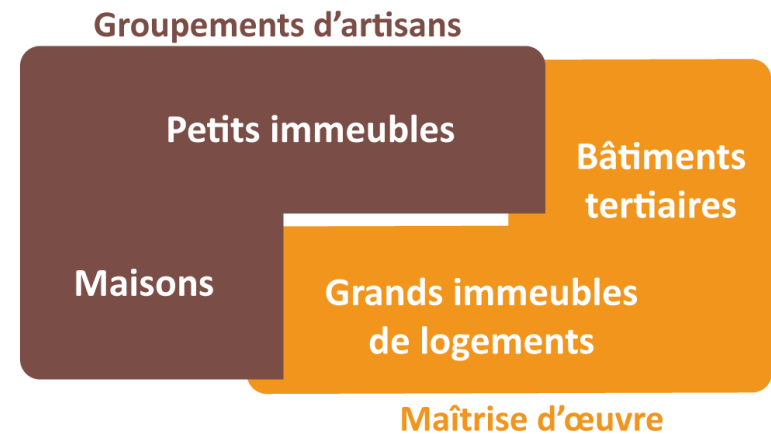 Groupements d’artisans
Petits immeubles
Bâtiments
tertiaires
Maisons
Grands immeubles
de logements
Maîtrise d’œuvre